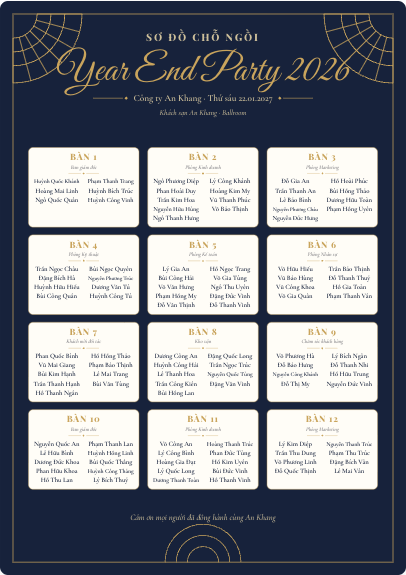 SƠ ĐỒ CHỖ NGỒI
Year End Party 2026
Công ty An Khang · Thứ sáu 22.01.2027
Khách sạn An Khang · Ballroom
BÀN 1
Ban giám đốc
Huỳnh Quốc Khánh Phạm Thanh Trang
Hoàng Mai Linh Huỳnh Bích Trúc
Ngô Quốc Quân Huỳnh Công Vinh
BÀN 2
Phòng Kinh doanh
Ngô Phương Diệp Lý Công Khánh
Phan Hoài Duy Hoàng Kim My
Trần Kim Hoa Vũ Thanh Phúc
Nguyễn Hữu Hùng Võ Bảo Thịnh
Ngô Thanh Hưng
BÀN 3
Phòng Marketing
Đỗ Gia An Hồ Hoài Phúc
Trần Thanh An Bùi Hồng Thảo
Lê Bảo Bình Dương Hữu Toàn
Nguyễn Phương Châu Phạm Hồng Uyên
Nguyễn Đức Hùng
BÀN 4
Phòng Kỹ thuật
Trần Ngọc Châu Bùi Ngọc Quyên
Đặng Bích Hà Nguyễn Phương Trúc
Huỳnh Hữu Hiếu Dương Văn Tú
Bùi Công Quân Huỳnh Công Tú
BÀN 5
Phòng Kế toán
Lý Gia An Hồ Ngọc Trang
Bùi Công Hải Võ Gia Tùng
Võ Văn Hưng Ngô Thu Uyên
Phạm Hồng My Đặng Đức Vinh
Đỗ Văn Thịnh Đỗ Thanh Vinh
BÀN 6
Phòng Nhân sự
Võ Hữu Hiếu Trần Bảo Thịnh
Vũ Bảo Hùng Đỗ Thanh Thuỷ
Vũ Công Khoa Hồ Gia Toàn
Võ Gia Quân Phạm Thanh Vân
BÀN 7
Khách mời đối tác
Phan Quốc Bình Hồ Hồng Thảo
Vũ Mai Giang Phạm Bảo Thịnh
Bùi Kim Hạnh Lê Mai Trang
Trần Thanh Hạnh Bùi Văn Tùng
Hồ Thanh Ngân
BÀN 8
Kho vận
Dương Công An Đặng Quốc Long
Huỳnh Công Hải Trần Ngọc Trúc
Lê Thanh Hoa Nguyễn Quốc Tùng
Trần Công Kiên Đặng Văn Vinh
Bùi Hồng Lan
BÀN 9
Chăm sóc khách hàng
Võ Phương Hà Lý Bích Ngân
Đỗ Bảo Hưng Đỗ Thanh Nhi
Nguyễn Công Khánh Hồ Hữu Trung
Đỗ Thị My Nguyễn Đức Vinh
BÀN 10
Ban giám đốc
Nguyễn Quốc An Phạm Thanh Lan
Lê Hữu Bình Huỳnh Hồng Linh
Dương Đức Khoa Bùi Quốc Thắng
Phan Hữu Khoa Huỳnh Công Thắng
Hồ Thu Lan Lý Bích Thuỷ
BÀN 11
Phòng Kinh doanh
Võ Công An Hoàng Thanh Trúc
Lý Công Bình Phan Đức Tùng
Hoàng Gia Đạt Hồ Kim Uyên
Lý Quốc Long Bùi Đức Vinh
Dương Thanh Toàn Hồ Thanh Vinh
BÀN 12
Phòng Marketing
Lý Kim Diệp Nguyễn Thanh Trúc
Trần Thu Dung Phạm Thu Trúc
Võ Phương Linh Đặng Bích Vân
Đỗ Quốc Thịnh Lê Mai Vân
Cảm ơn mọi người đã đồng hành cùng An Khang